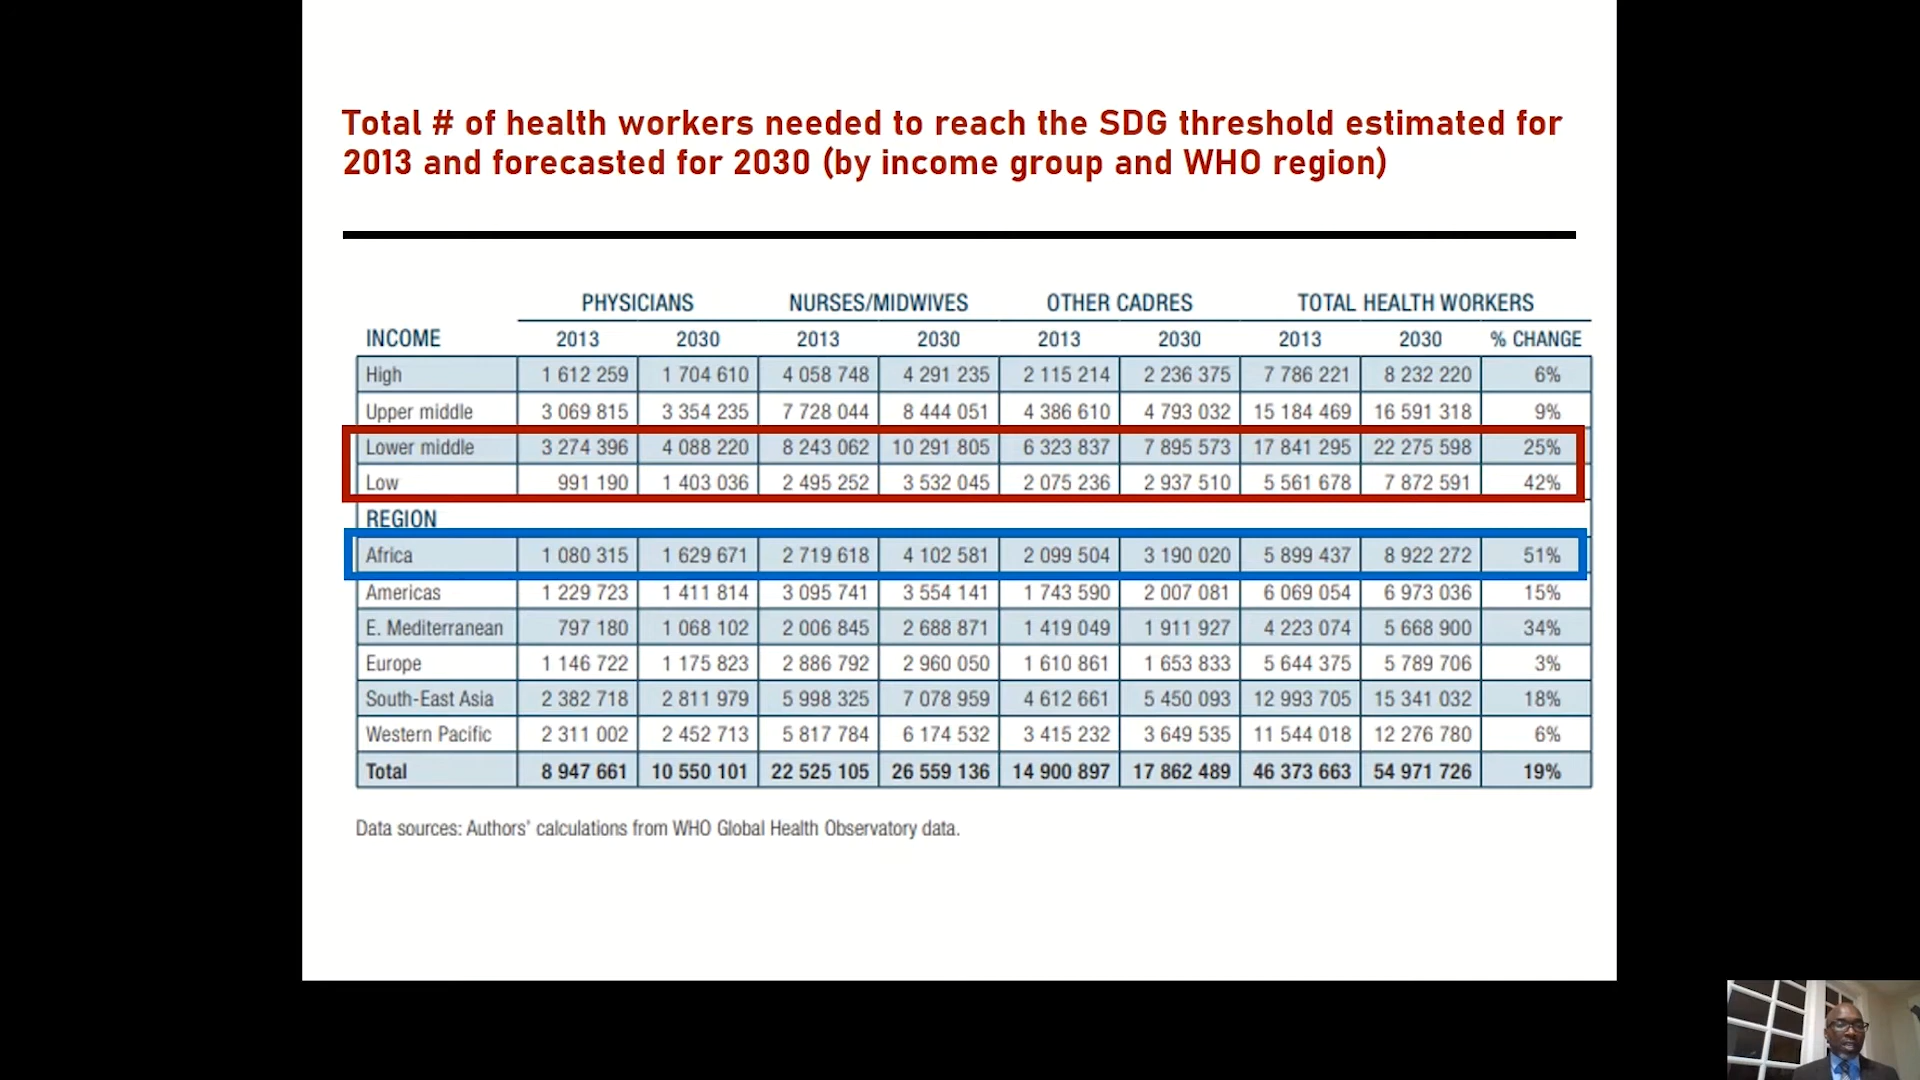 Total # of health workers needed to reach the SDG threshold estimated for
2013 and forecasted for 2030 (by income group and WHO region)
PHYSICIANS NURSES/MIDWIVES OTHER CADRES TOTAL HEALTH WORKERS
INCOME 2013 2030 2013 2030 2013 2030 2013 2030 % CHANGE
High 1 612 259 1 704 610 4 058 748 4 291 235 2 115 214 2 236 375 7 786 221 8 232 220 6%
Upper middle 3 069 815 3 354 235 7 728 044 8 444 051 4 386 610 4 793 032 15 184 469 16 591 318 9%
Lower middle 3 274 396 4 088 220 8 243 062 10 291 805 6 323 837 7 895 573 17 841 295 22 275 598 25%
Low 991 190 1 403 036 2 495 252 3 532 045 2 075 236 2 937 510 5 561 678 7 872 591 42%
REGION
Africa 1 080 315 1 629 671 2 719 618 4 102 581 2 099 504 3 190 020 5 899 437 8 922 272 51%
Americas 1 229 723 1 411 814 3 095 741 3 554 141 1 743 590 2 007 081 6 069 054 6 973 036 15%
E. Mediterranean 797 180 1 068 102 2 006 845 2 688 871 1 419 049 1 911 927 4 223 074 5 668 900 34%
Europe 1 146 722 1 175 823 2 886 792 2 960 050 1 610 861 1 653 833 5 644 375 5 789 706 3%
South-East Asia 2 382 718 2 811 979 5 998 325 7 078 959 4 612 661 5 450 093 12 993 705 15 341 032 18%
Western Pacific 2 311 002 2 452 713 5 817 784 6 174 532 3 415 232 3 649 535 11 544 018 12 276 780 6%
Total 8 947 661 10 550 101 22 525 105 26 559 136 14 900 897 17 862 489 46 373 663 54 971 726 19%
Data sources: Authors' calculations from WHO Global Health Observatory data.